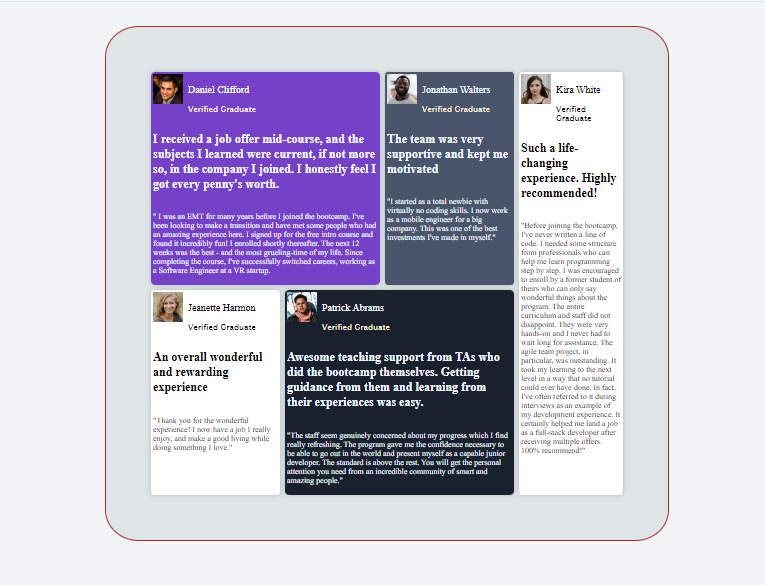 Daniel Clifford
Verified Graduate
I received a job offer mid-course, and the
subjects I learned were current, if not more
so, in the company I joined. I honestly feel I
got every penny's worth.
" I was an EMT for many years before I joined the bootcamp. I've
been looking to make a transition and have met some people who had
an amazing experience here. I signed up for the free intro course and
found it incredibly fun! I enrolled shortly thereafter. The next 12
weeks was the best - and the most grueling-time of my life. Since
completing the course, I've successfully switched careers, working as
a Software Engineer at a VR startup.
Jonathan Walters
Verified Graduate
The team was very
supportive and kept me
motivated
"I started as a total newbie with
virtually no coding skills. I now work
as a mobile engineer for a big
company. This was one of the best
investments I've made in myself."
Kira White
Verified
Graduate
Such a life-
changing
experience. Highly
recommended!
"Before joining the bootcamp,
I've never written a line of
code. I needed some structure
from professionals who can
help me learn programming
step by step. I was encouraged
to enroll by a former student of
theirs who can only say
wonderful things about the
program. The entire
curriculum and staff did not
disappoint. They were very
hands-on and I never had to
wait long for assistance. The
agile team project, in
particular, was outstanding. It
took my learning to the next
level in a way that no tutorial
could ever have done. In fact,
I've often referred to it during
interviews as an example of
my development experience. It
certainly helped me land a job
as a full-stack developer after
receiving multiple offers.
100% recommend!"
Jeanette Harmon
Verified Graduate
An overall wonderful
and rewarding
experience
"Thank you for the wonderful
experience! I now have a job I really
enjoy, and make a good living while
doing something I love."
Patrick Abrams
Verified Graduate
Awesome teaching support from TAs who
did the bootcamp themselves. Getting
guidance from them and learning from
their experiences was easy.
"The staff seem genuinely concerned about my progress which I find
really refreshing. The program gave me the confidence necessary to
be able to go out in the world and present myself as a capable junior
developer. The standard is above the rest. You will get the personal
attention you need from an incredible community of smart and
amazing people."